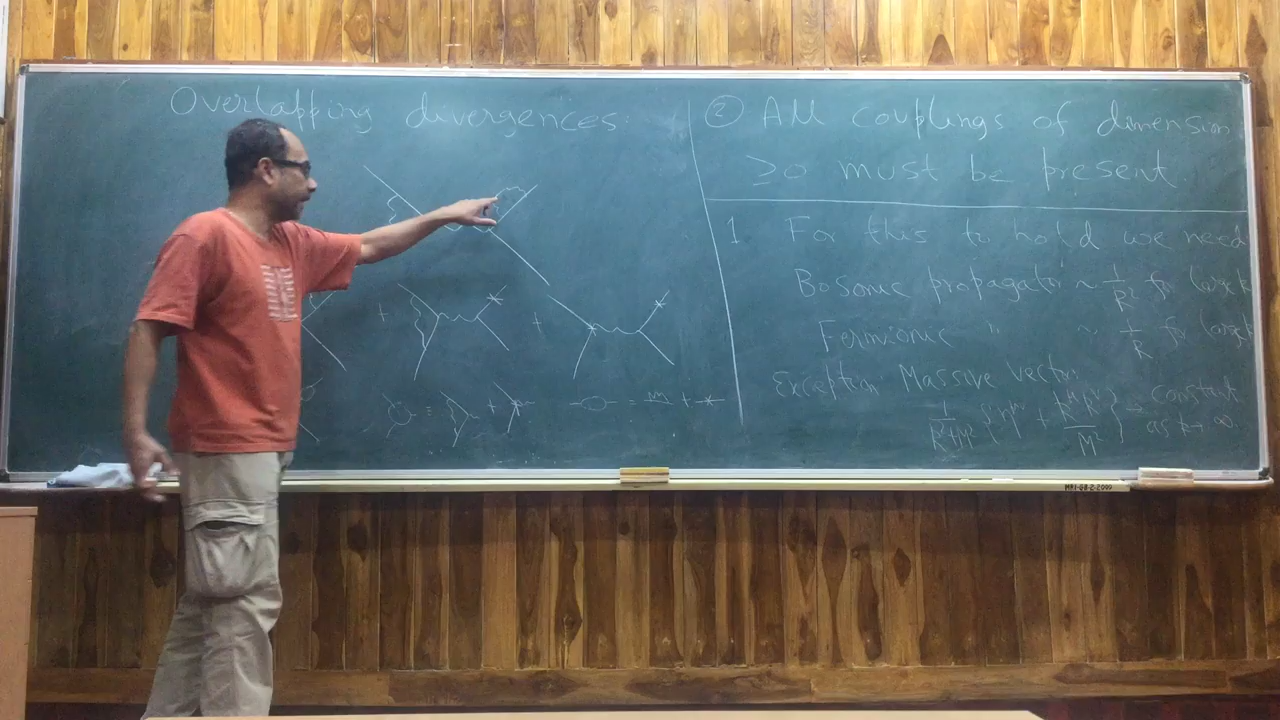 Overlapping divergences:
② All couplings of dimension
≥0 must be present
1 For this to hold we need
Bosonic propagator ~ 1/k² for large k
Fermionic " ~ 1/k for large k
Exception Massive vector
1/(k²+M²) {η^μν + k^μ k^ν/M²} → constant
as k→∞.
+ +
= + = +